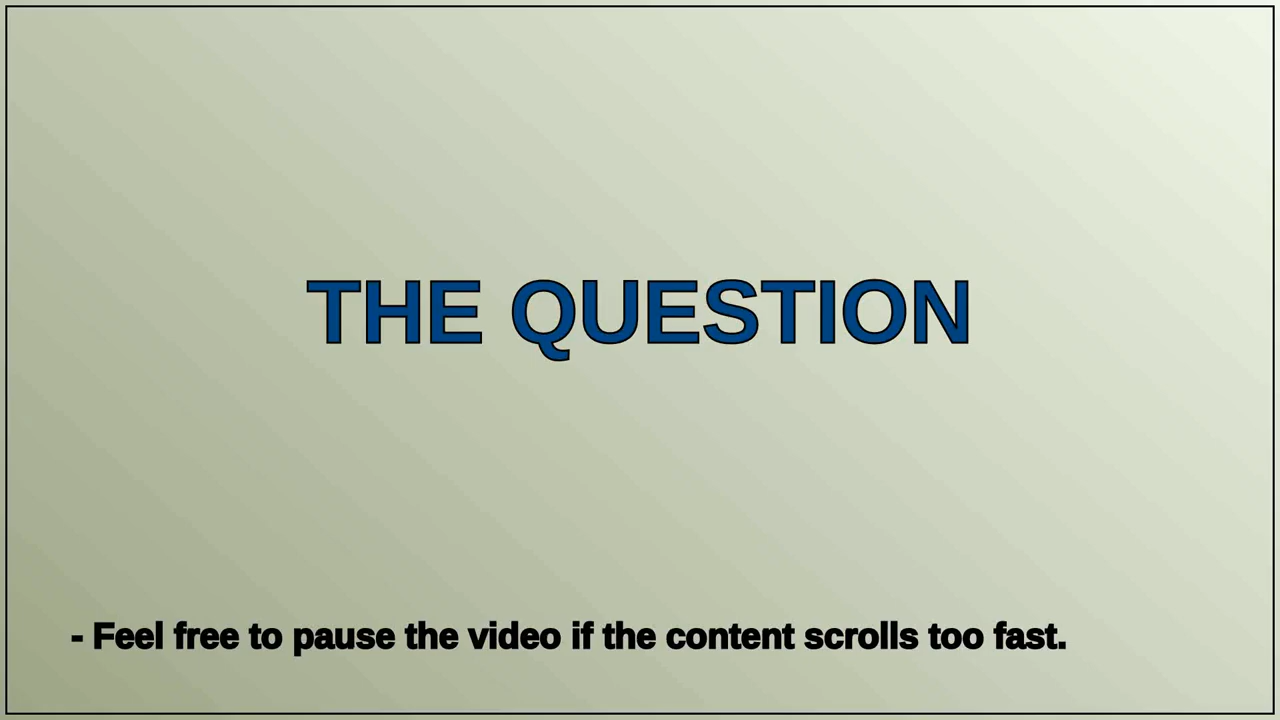 THE QUESTION
- Feel free to pause the video if the content scrolls too fast.